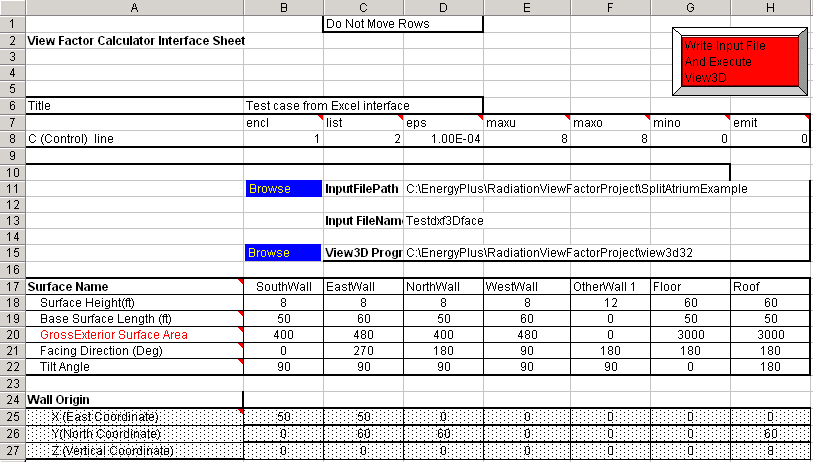 A B C D E F G H
1 Do Not Move Rows
2 View Factor Calculator Interface Sheet
Write Input File
And Execute
View3D
3
4
5
6 Title Test case from Excel interface
7 encl list eps maxu maxo mino emit
8 C (Control) line 1 2 1.00E-04 8 8 0 0
9
10
11 Browse InputFilePath C:\EnergyPlus\RadiationViewFactorProject\SplitAtriumExample
12
13 Input FileNam Testdxf3Dface
14
15 Browse View3D Progr C:\EnergyPlus\RadiationViewFactorProject\view3d32
16
17 Surface Name SouthWall EastWall NorthWall WestWall OtherWall 1 Floor Roof
18 Surface Height(ft) 8 8 8 8 12 60 60
19 Base Surface Length (ft) 50 60 50 60 0 50 50
20 GrossExterior Surface Area 400 480 400 480 0 3000 3000
21 Facing Direction (Deg) 0 270 180 90 180 180 180
22 Tilt Angle 90 90 90 90 90 0 180
23
24 Wall Origin
25 X (East Coordinate) 50 50 0 0 0 0 0
26 Y(North Coordinate) 0 60 60 0 0 0 60
27 Z (Vertical Coordinate) 0 0 0 0 0 0 8